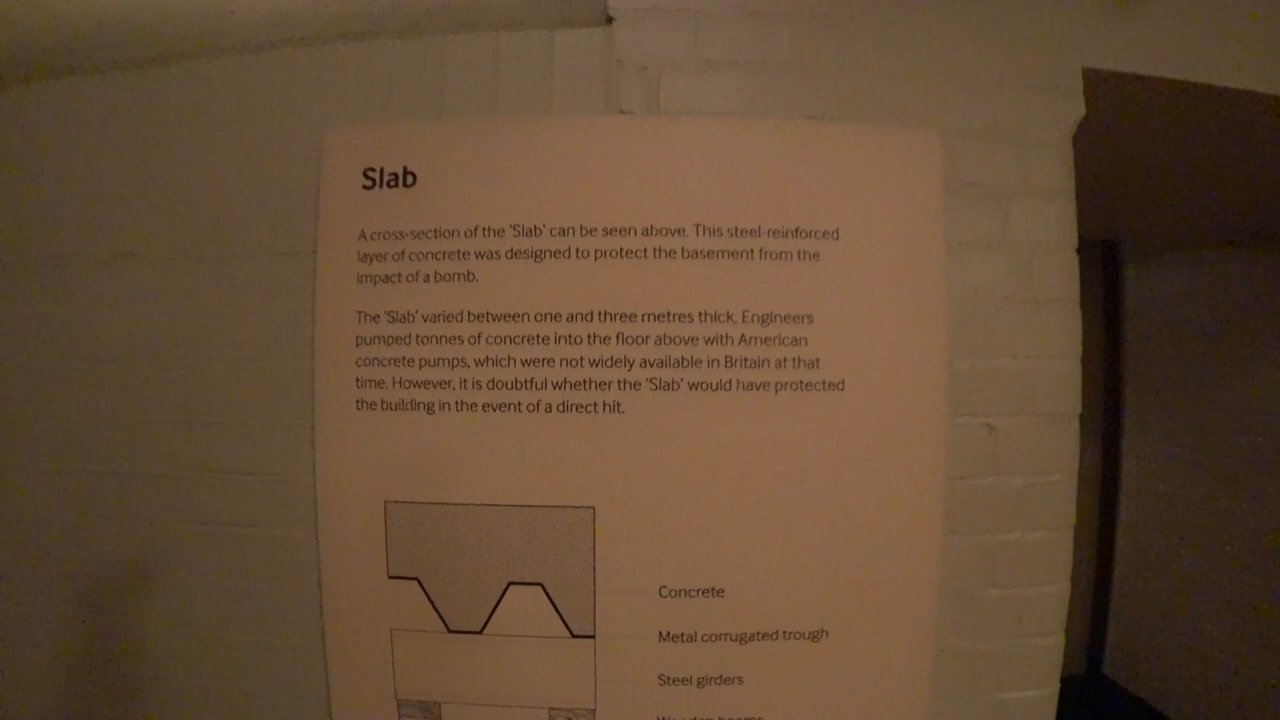 Slab
A cross-section of the 'Slab' can be seen above. This steel-reinforced
layer of concrete was designed to protect the basement from the
impact of a bomb.
The 'Slab' varied between one and three metres thick. Engineers
pumped tonnes of concrete into the floor above with American
concrete pumps, which were not widely available in Britain at that
time. However, it is doubtful whether the 'Slab' would have protected
the building in the event of a direct hit.
Concrete
Metal corrugated trough
Steel girders